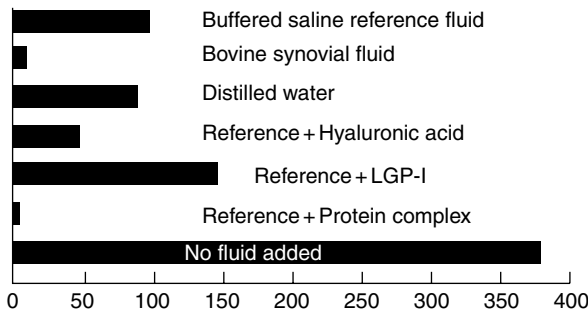 Buffered saline reference fluid
Bovine synovial fluid
Distilled water
Reference + Hyaluronic acid
Reference + LGP-I
Reference + Protein complex
No fluid added
0 50 100 150 200 250 300 350 400